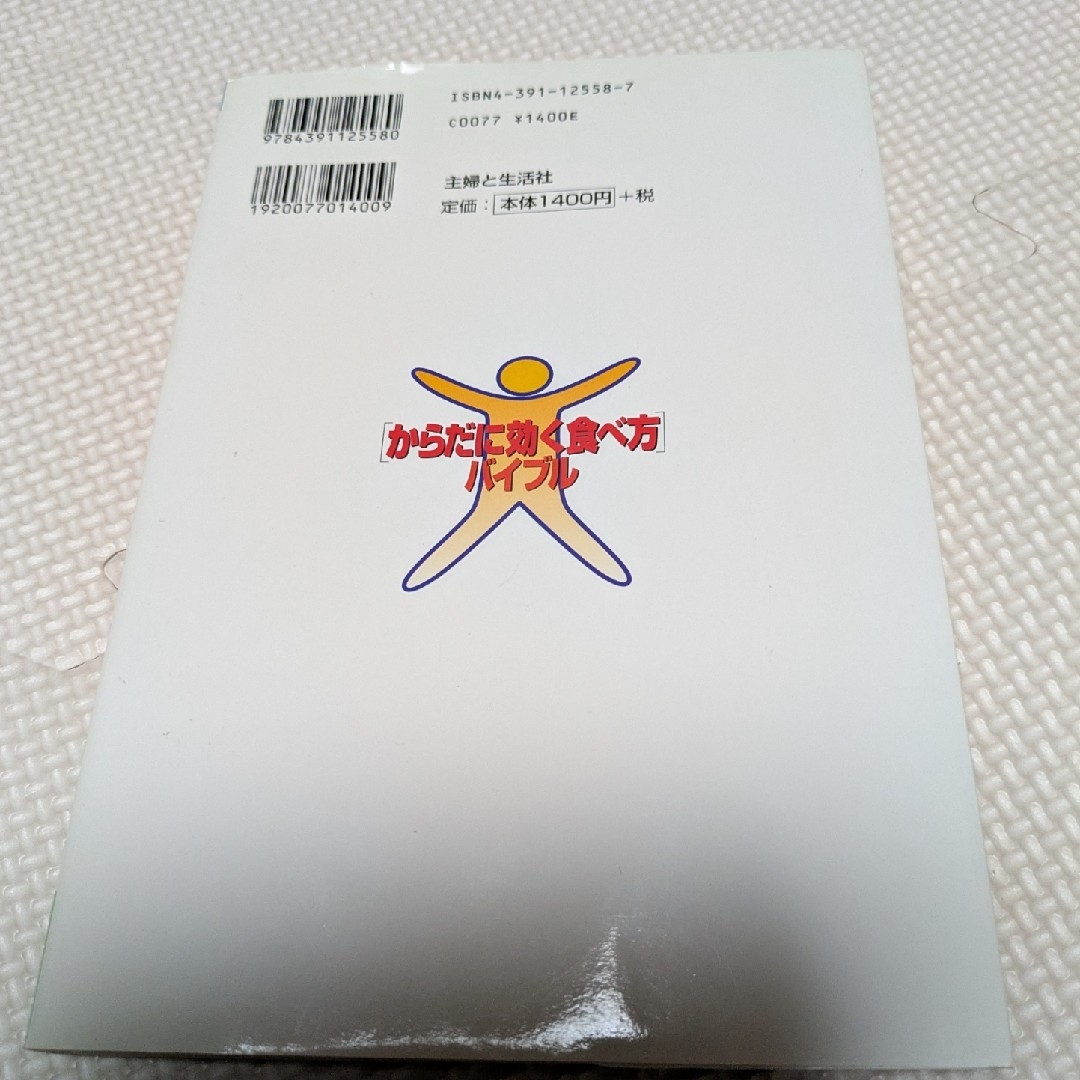 9784391125580
ISBN4-391-12558-7
C0077 ¥1400E
1920077014009
主婦と生活社
定価：本体1400円+税
[からだに効く食べ方]
バイブル